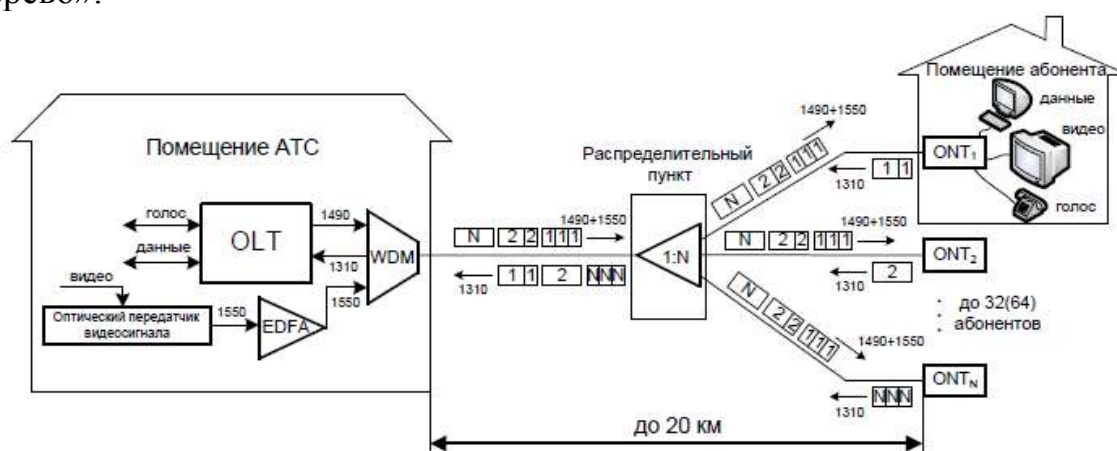 рево».
Помещение АТС
голос
данные
видео
OLT
1490
1310
1550
WDM
Оптический передатчик
видеосигнала
1550
EDFA
1490+1550
N 2 2 1 1 1
1 1 2 N N N
1310
Распределительный
пункт
1:N
1490+1550
N 2 2 1 1 1
1310
1 1
1490+1550
N 2 2 1 1 1
1310
2
N 2 2 1 1 1
1490+1550
1310
N N N
Помещение абонента
данные
видео
голос
ONT1
ONT2
до 32(64)
абонентов
ONTN
до 20 км